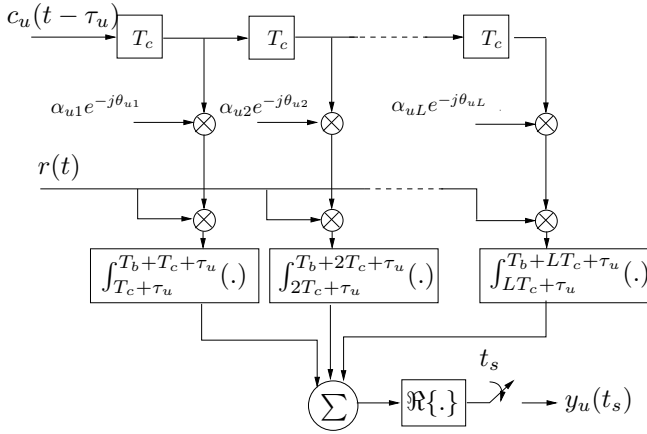 c_u(t − τ_u)
T_c T_c T_c
α_{u1}e^{−jθ_{u1}} α_{u2}e^{−jθ_{u2}} α_{uL}e^{−jθ_{uL}}
r(t)
∫_{T_c+τ_u}^{T_b+T_c+τ_u}(.) ∫_{2T_c+τ_u}^{T_b+2T_c+τ_u}(.) ∫_{LT_c+τ_u}^{T_b+LT_c+τ_u}(.)
t_s
∑ ℜ{.} y_u(t_s)